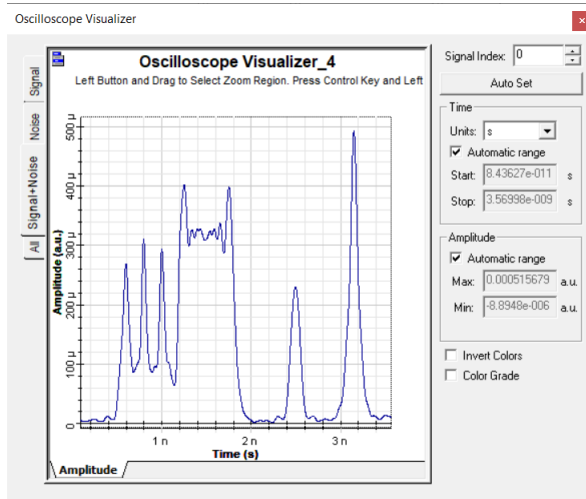 Oscilloscope Visualizer
x
Signal
Noise
Signal+Noise
All
Oscilloscope Visualizer_4
Left Button and Drag to Select Zoom Region. Press Control Key and Left
Amplitude (a.u.)
500 µ
400 µ
300 µ
200 µ
100 µ
0
1 n 2 n 3 n
Time (s)
Amplitude
Signal Index: 0
Auto Set
Time
Units: s
Automatic range
Start: 8.43627e-011 s
Stop: 3.56998e-009 s
Amplitude
Automatic range
Max: 0.000515679 a.u.
Min: -8.8948e-006 a.u.
Invert Colors
Color Grade